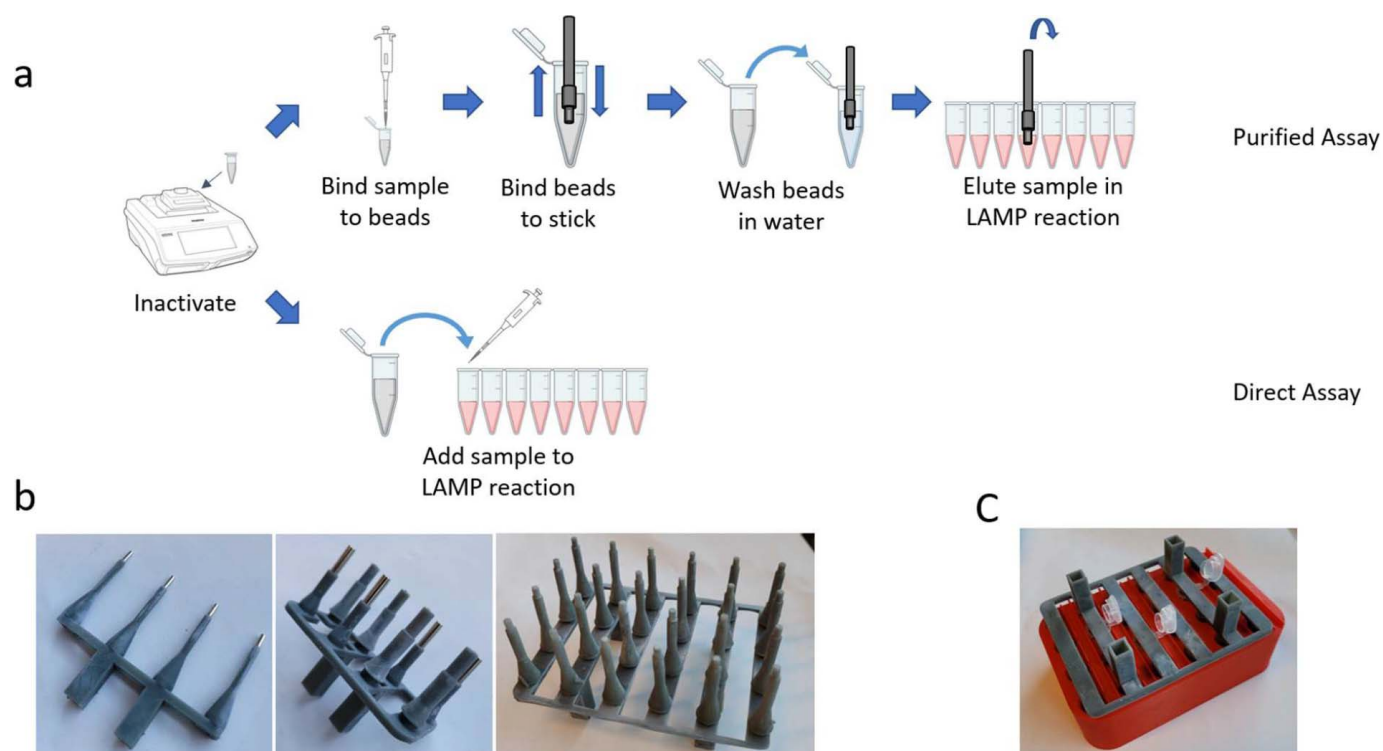 a
Bind sample
to beads
Bind beads
to stick
Wash beads
in water
Elute sample in
LAMP reaction
Purified Assay
Inactivate
Add sample to
LAMP reaction
Direct Assay
b
C